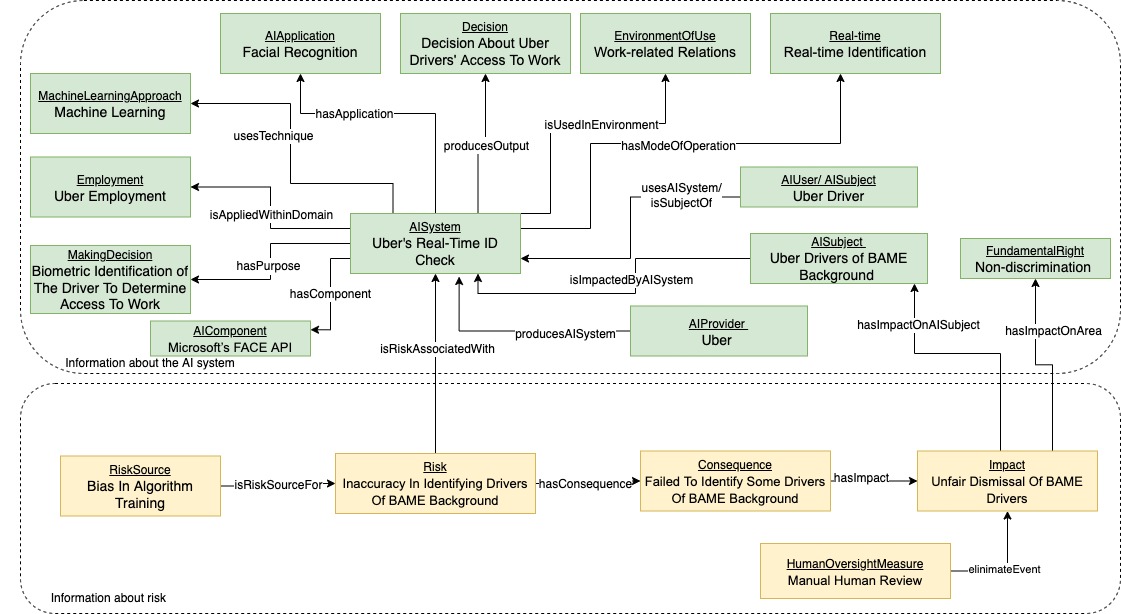 AIApplication
Facial Recognition
Decision
Decision About Uber
Drivers' Access To Work
EnvironmentOfUse
Work-related Relations
Real-time
Real-time Identification
MachineLearningApproach
Machine Learning
hasApplication
usesTechnique
producesOutput
isUsedInEnvironment
hasModeOfOperation
Employment
Uber Employment
isAppliedWithinDomain
usesAISystem/
isSubjectOf
AIUser/ AISubject
Uber Driver
AISystem
Uber's Real-Time ID
Check
MakingDecision
Biometric Identification of
The Driver To Determine
Access To Work
hasPurpose
hasComponent
isImpactedByAISystem
AISubject
Uber Drivers of BAME
Background
FundamentalRight
Non-discrimination
AIComponent
Microsoft's FACE API
isRiskAssociatedWith
producesAISystem
AIProvider
Uber
hasImpactOnAISubject
hasImpactOnArea
Information about the AI system
RiskSource
Bias In Algorithm
Training
isRiskSourceFor
Risk
Inaccuracy In Identifying Drivers
Of BAME Background
hasConsequence
Consequence
Failed To Identify Some Drivers
Of BAME Background
hasImpact
Impact
Unfair Dismissal Of BAME
Drivers
HumanOversightMeasure
Manual Human Review
elinimateEvent
Information about risk